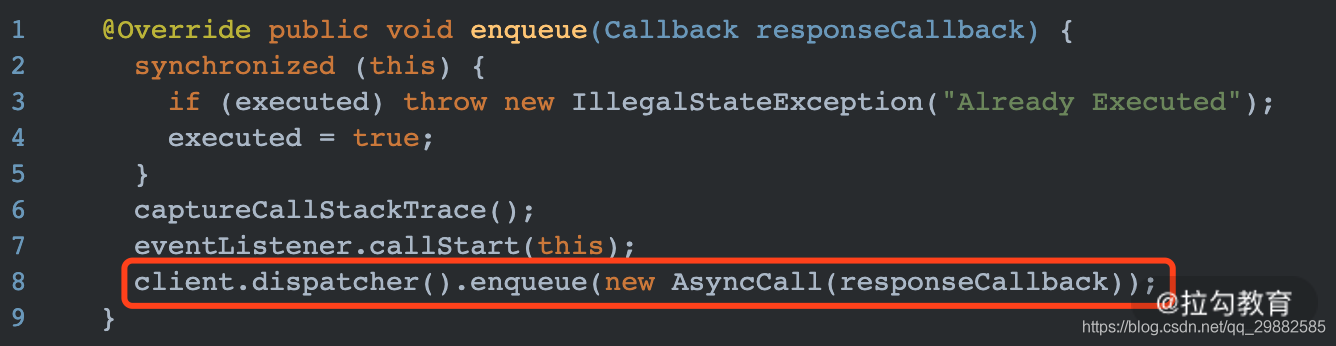 1 @Override public void enqueue(Callback responseCallback) {
2 synchronized (this) {
3 if (executed) throw new IllegalStateException("Already Executed");
4 executed = true;
5 }
6 captureCallStackTrace();
7 eventListener.callStart(this);
8 client.dispatcher().enqueue(new AsyncCall(responseCallback));
9 }
@拉勾教育
https://blog.csdn.net/qq_29882585